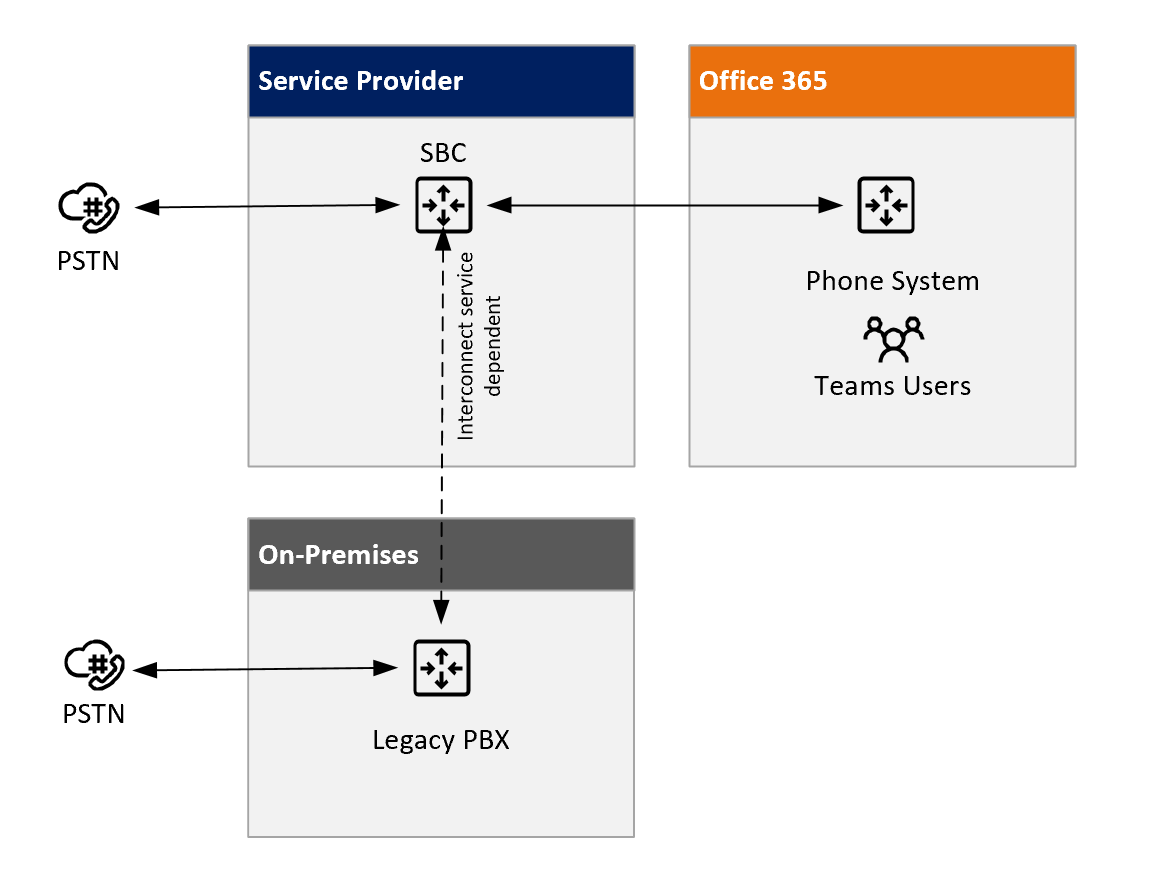 Service Provider
Office 365
SBC
PSTN
Phone System
Interconnect service
dependent
Teams Users
On-Premises
PSTN
Legacy PBX